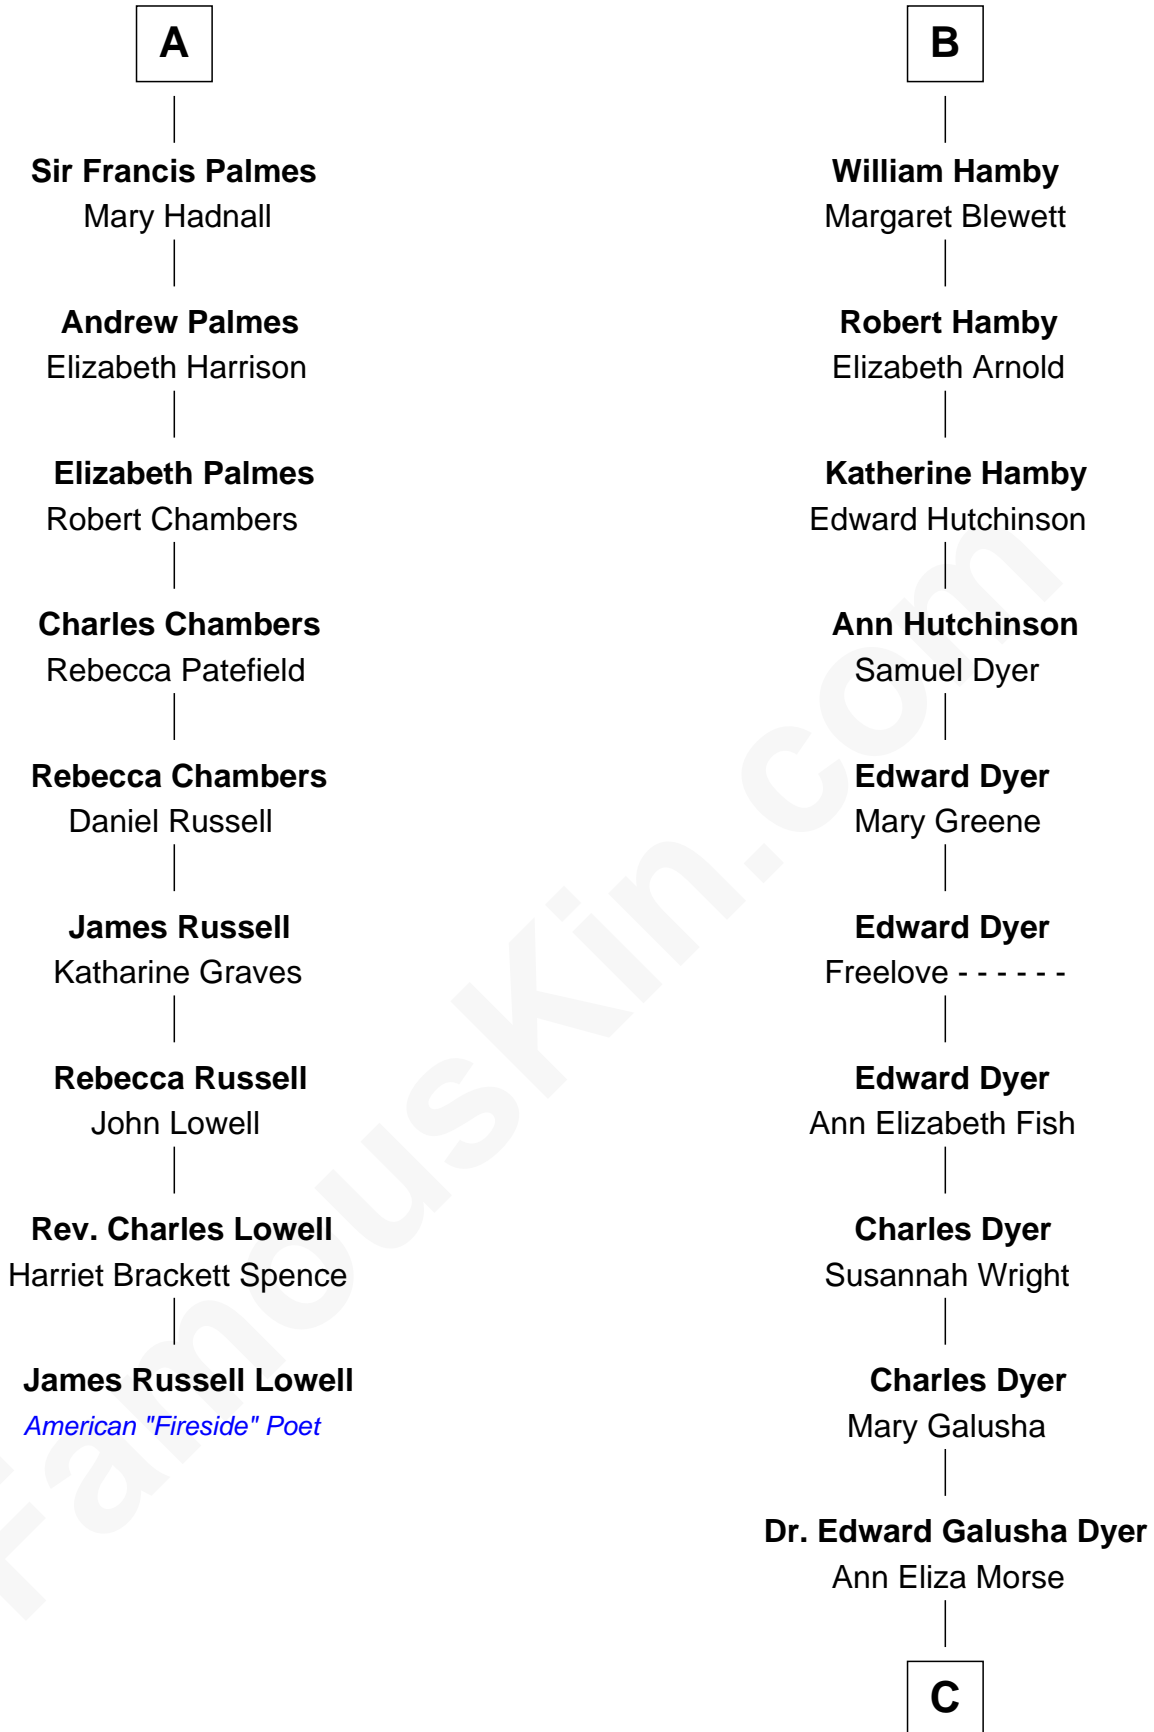 A
Sir Francis Palmes
Mary Hadnall
Andrew Palmes
Elizabeth Harrison
Elizabeth Palmes
Robert Chambers
Charles Chambers
Rebecca Patefield
Rebecca Chambers
Daniel Russell
James Russell
Katharine Graves
Rebecca Russell
John Lowell
Rev. Charles Lowell
Harriet Brackett Spence
James Russell Lowell
American "Fireside" Poet
B
William Hamby
Margaret Blewett
Robert Hamby
Elizabeth Arnold
Katherine Hamby
Edward Hutchinson
Ann Hutchinson
Samuel Dyer
Edward Dyer
Mary Greene
Edward Dyer
Freelove - - - - - -
Edward Dyer
Ann Elizabeth Fish
Charles Dyer
Susannah Wright
Charles Dyer
Mary Galusha
Dr. Edward Galusha Dyer
Ann Eliza Morse
C
FamousKin.com